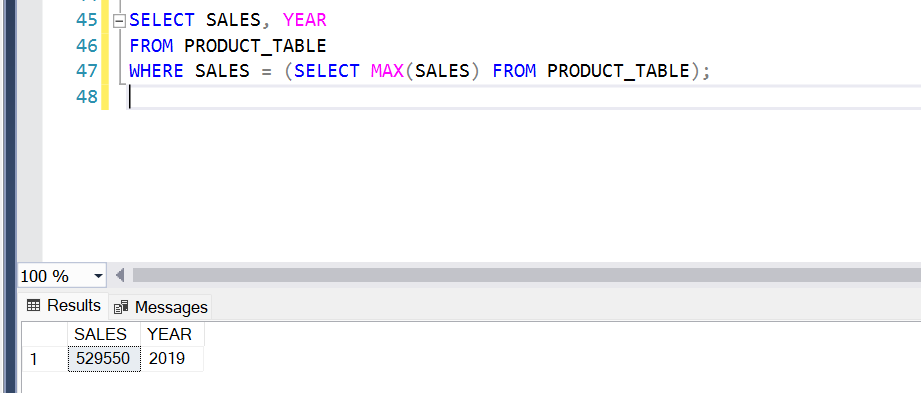 45 SELECT SALES, YEAR
46 FROM PRODUCT_TABLE
47 WHERE SALES = (SELECT MAX(SALES) FROM PRODUCT_TABLE);
48
100 %
Results Messages
SALES YEAR
1 529550 2019